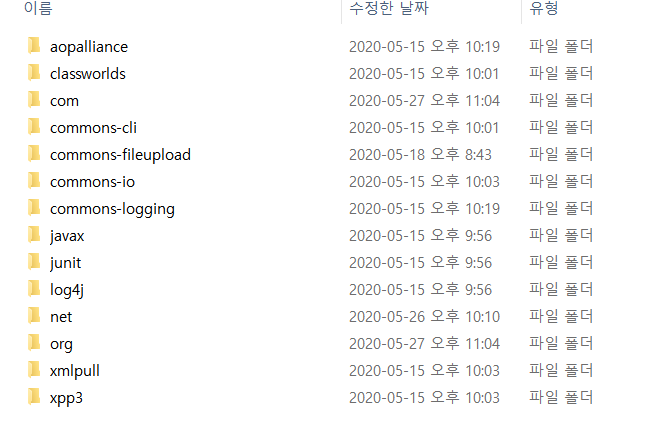 이름 수정한 날짜 유형
aopalliance 2020-05-15 오후 10:19 파일 폴더
classworlds 2020-05-15 오후 10:01 파일 폴더
com 2020-05-27 오후 11:04 파일 폴더
commons-cli 2020-05-15 오후 10:01 파일 폴더
commons-fileupload 2020-05-18 오후 8:43 파일 폴더
commons-io 2020-05-15 오후 10:03 파일 폴더
commons-logging 2020-05-15 오후 10:19 파일 폴더
javax 2020-05-15 오후 9:56 파일 폴더
junit 2020-05-15 오후 9:56 파일 폴더
log4j 2020-05-15 오후 9:56 파일 폴더
net 2020-05-26 오후 10:10 파일 폴더
org 2020-05-27 오후 11:04 파일 폴더
xmlpull 2020-05-15 오후 10:03 파일 폴더
xpp3 2020-05-15 오후 10:03 파일 폴더